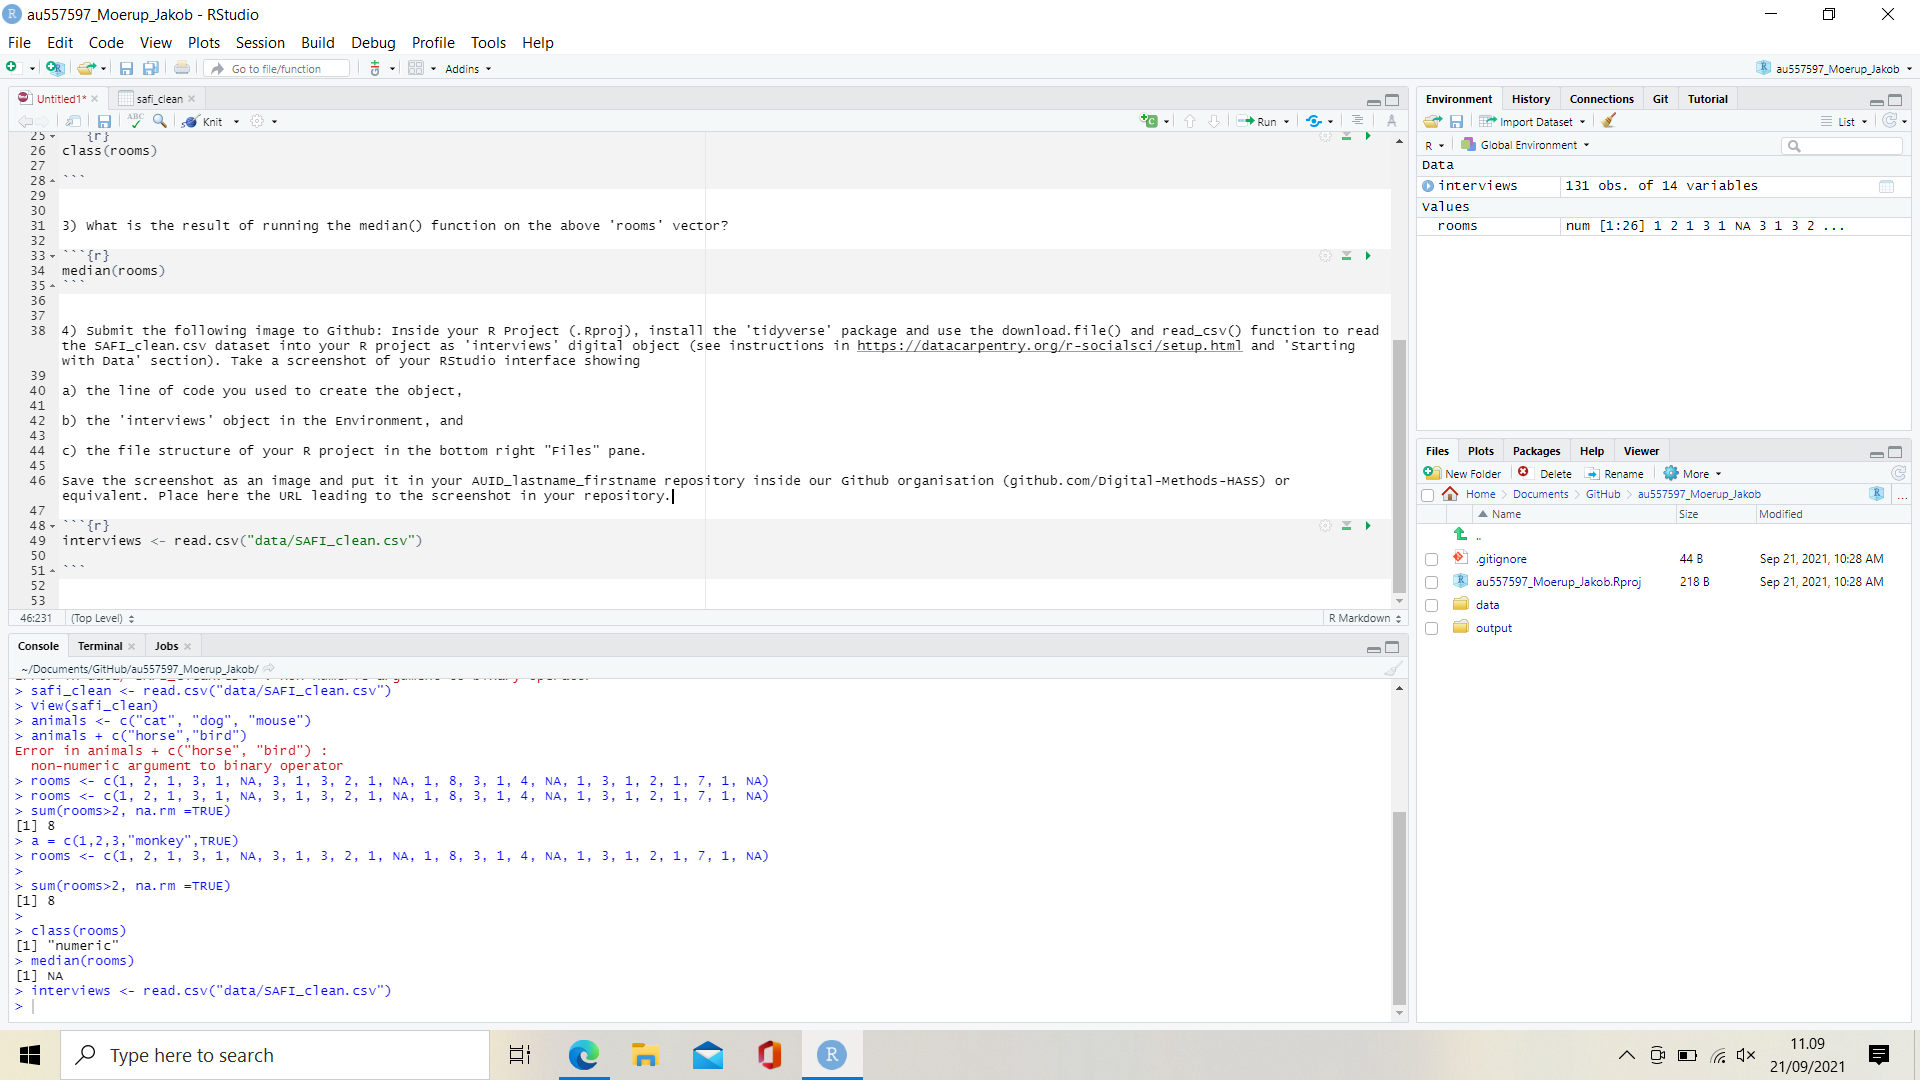 au557597_Moerup_Jakob - RStudio
File Edit Code View Plots Session Build Debug Profile Tools Help
Go to file/function Addins au557597_Moerup_Jakob
Untitled1* safi_clean
Knit Run
25 {r}
26 class(rooms)
27
28 ```
29
30
31 3) What is the result of running the median() function on the above 'rooms' vector?
32
33 ```{r}
34 median(rooms)
35 ```
36
37
38 4) Submit the following image to Github: Inside your R Project (.Rproj), install the 'tidyverse' package and use the download.file() and read_csv() function to read
the SAFI_clean.csv dataset into your R project as 'interviews' digital object (see instructions in https://datacarpentry.org/r-socialsci/setup.html and 'Starting
with Data' section). Take a screenshot of your RStudio interface showing
39
40 a) the line of code you used to create the object,
41
42 b) the 'interviews' object in the Environment, and
43
44 c) the file structure of your R project in the bottom right "Files" pane.
45
46 Save the screenshot as an image and put it in your AUID_lastname_firstname repository inside our Github organisation (github.com/Digital-Methods-HASS) or
equivalent. Place here the URL leading to the screenshot in your repository.
47
48 ```{r}
49 interviews <- read.csv("data/SAFI_clean.csv")
50
51 ```
52
53
46:231 (Top Level) R Markdown
Console Terminal Jobs
~/Documents/GitHub/au557597_Moerup_Jakob/
> safi_clean <- read.csv("data/SAFI_clean.csv")
> View(safi_clean)
> animals <- c("cat", "dog", "mouse")
> animals + c("horse","bird")
Error in animals + c("horse", "bird") :
non-numeric argument to binary operator
> rooms <- c(1, 2, 1, 3, 1, NA, 3, 1, 3, 2, 1, NA, 1, 8, 3, 1, 4, NA, 1, 3, 1, 2, 1, 7, 1, NA)
> rooms <- c(1, 2, 1, 3, 1, NA, 3, 1, 3, 2, 1, NA, 1, 8, 3, 1, 4, NA, 1, 3, 1, 2, 1, 7, 1, NA)
> sum(rooms>2, na.rm =TRUE)
[1] 8
> a = c(1,2,3,"monkey",TRUE)
> rooms <- c(1, 2, 1, 3, 1, NA, 3, 1, 3, 2, 1, NA, 1, 8, 3, 1, 4, NA, 1, 3, 1, 2, 1, 7, 1, NA)
>
> sum(rooms>2, na.rm =TRUE)
[1] 8
>
> class(rooms)
[1] "numeric"
> median(rooms)
[1] NA
> interviews <- read.csv("data/SAFI_clean.csv")
>
Environment History Connections Git Tutorial
Import Dataset List
R Global Environment
Data
interviews 131 obs. of 14 variables
Values
rooms num [1:26] 1 2 1 3 1 NA 3 1 3 2 ...
Files Plots Packages Help Viewer
New Folder Delete Rename More
Home Documents GitHub au557597_Moerup_Jakob ...
Name Size Modified
..
.gitignore 44 B Sep 21, 2021, 10:28 AM
au557597_Moerup_Jakob.Rproj 218 B Sep 21, 2021, 10:28 AM
data
output
Type here to search
11.09
21/09/2021